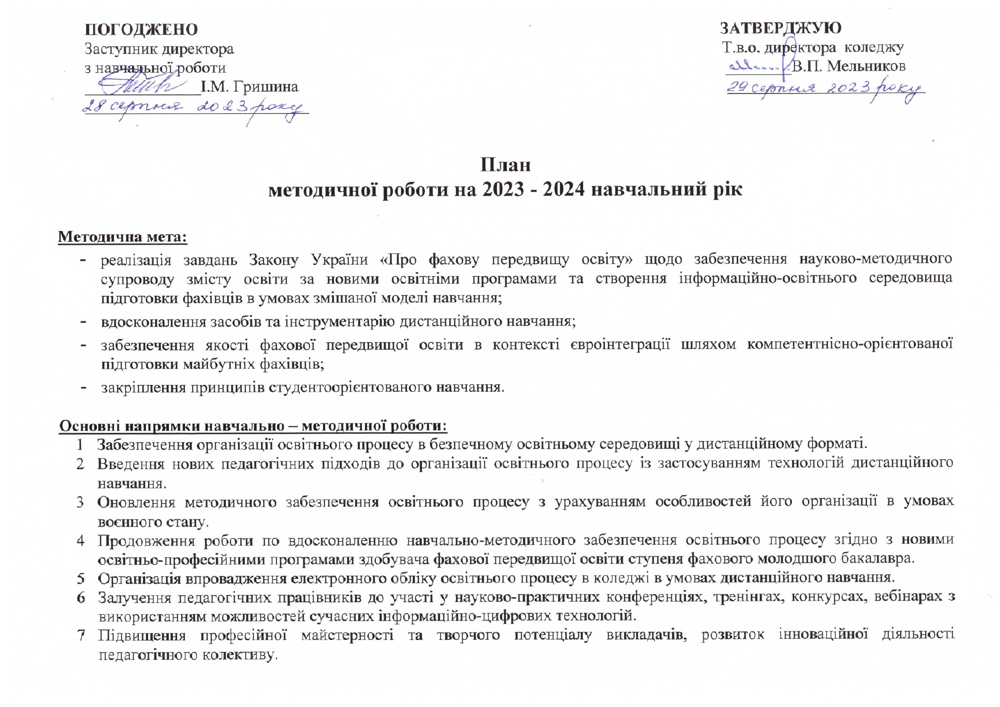 ПОГОДЖЕНО
Заступник директора
з навчальної роботи
І.М. Гришина
28 серпня 2023 року
ЗАТВЕРДЖУЮ
Т.в.о. директора коледжу
В.П. Мельников
29 серпня 2023 року
План
методичної роботи на 2023 - 2024 навчальний рік
Методична мета:
- реалізація завдань Закону України «Про фахову передвищу освіту» щодо забезпечення науково-методичного
супроводу змісту освіти за новими освітніми програмами та створення інформаційно-освітнього середовища
підготовки фахівців в умовах змішаної моделі навчання;
- вдосконалення засобів та інструментарію дистанційного навчання;
- забезпечення якості фахової передвищої освіти в контексті євроінтеграції шляхом компетентнісно-орієнтованої
підготовки майбутніх фахівців;
- закріплення принципів студентоорієнтованого навчання.
Основні напрямки навчально – методичної роботи:
1 Забезпечення організації освітнього процесу в безпечному освітньому середовищі у дистанційному форматі.
2 Введення нових педагогічних підходів до організації освітнього процесу із застосуванням технологій дистанційного
навчання.
3 Оновлення методичного забезпечення освітнього процесу з урахуванням особливостей його організації в умовах
воєнного стану.
4 Продовження роботи по вдосконаленню навчально-методичного забезпечення освітнього процесу згідно з новими
освітньо-професійними програмами здобувача фахової передвищої освіти ступеня фахового молодшого бакалавра.
5 Організація впровадження електронного обліку освітнього процесу в коледжі в умовах дистанційного навчання.
6 Залучення педагогічних працівників до участі у науково-практичних конференціях, тренінгах, конкурсах, вебінарах з
використанням можливостей сучасних інформаційно-цифрових технологій.
7 Підвищення професійної майстерності та творчого потенціалу викладачів, розвиток інноваційної діяльності
педагогічного колективу.